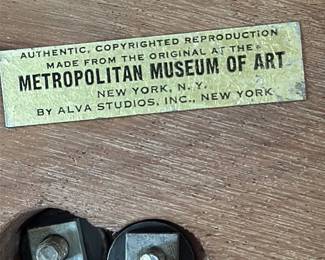 AUTHENTIC, COPYRIGHTED REPRODUCTION
MADE FROM THE ORIGINAL AT THE
METROPOLITAN MUSEUM OF ART
NEW YORK, N.Y.
BY ALVA STUDIOS, INC., NEW YORK